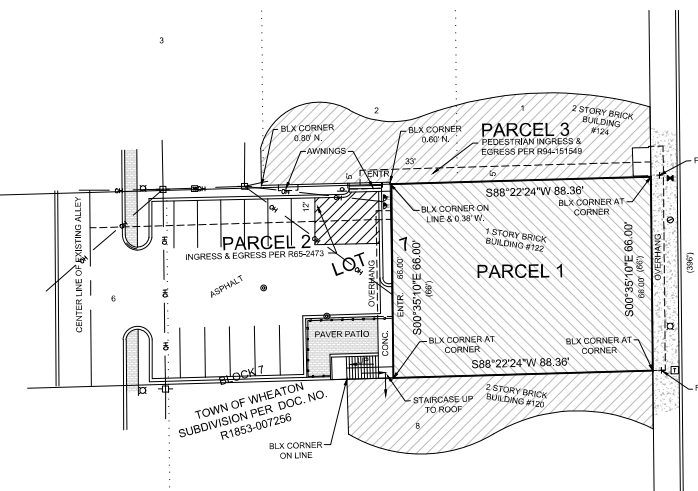 3
2
1
2 STORY BRICK
BUILDING
#124
BLX CORNER
0.80' N.
BLX CORNER
0.60' N.
PARCEL 3
PEDESTRIAN INGRESS &
EGRESS PER R94-151549
AWNINGS
33'
5'
5'
ENTR.
S88°22'24"W 88.36'
BLX CORNER ON
LINE & 0.38' W.
BLX CORNER AT
CORNER
12'
PARCEL 2
INGRESS & EGRESS PER R65-2473
LOT
7
1 STORY BRICK
BUILDING #122
PARCEL 1
CENTER LINE OF EXISTING ALLEY
6
ASPHALT
OVERHANG
ENTR.
66.00'
S00°35'10"E 66.00'
(66')
S00°35'10"E 66.00'
66.00' (66')
OVERHANG
(396')
PAVER PATIO
CONC.
BLX CORNER AT
CORNER
BLX CORNER AT
CORNER
S88°22'24"W 88.36'
BLOCK 7
TOWN OF WHEATON
SUBDIVISION PER DOC. NO.
R1853-007256
STAIRCASE UP
TO ROOF
2 STORY BRICK
BUILDING #120
8
BLX CORNER
ON LINE